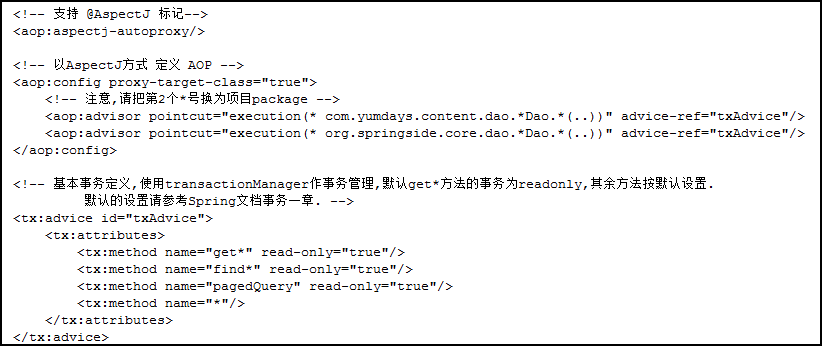 <!-- 支持 @AspectJ 标记-->
<aop:aspectj-autoproxy/>
<!-- 以AspectJ方式 定义 AOP -->
<aop:config proxy-target-class="true">
<!-- 注意,请把第2个*号换为项目package -->
<aop:advisor pointcut="execution(* com.yumdays.content.dao.*Dao.*(..))" advice-ref="txAdvice"/>
<aop:advisor pointcut="execution(* org.springside.core.dao.*Dao.*(..))" advice-ref="txAdvice"/>
</aop:config>
<!-- 基本事务定义,使用transactionManager作事务管理,默认get*方法的事务为readonly,其余方法按默认设置.
默认的设置请参考Spring文档事务一章. -->
<tx:advice id="txAdvice">
<tx:attributes>
<tx:method name="get*" read-only="true"/>
<tx:method name="find*" read-only="true"/>
<tx:method name="pagedQuery" read-only="true"/>
<tx:method name="*"/>
</tx:attributes>
</tx:advice>